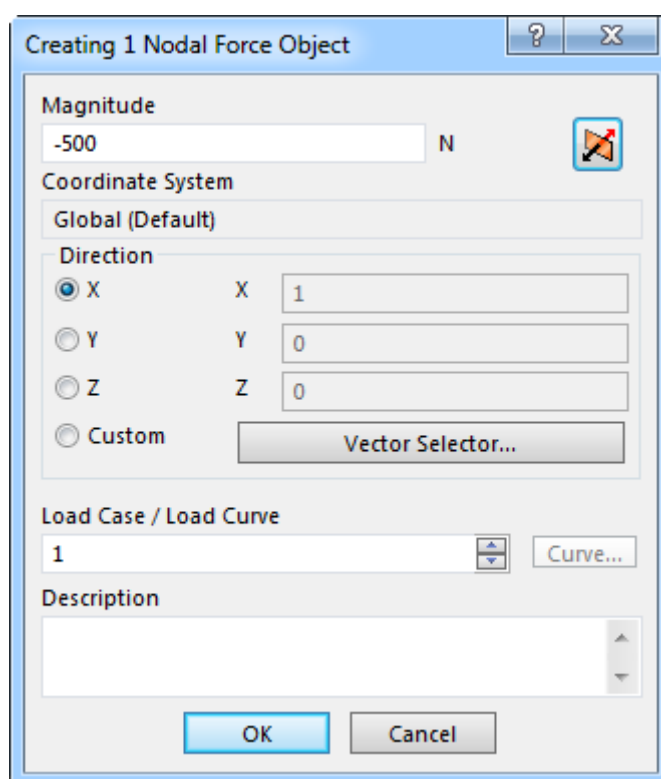 Creating 1 Nodal Force Object
Magnitude
-500 N
Coordinate System
Global (Default)
Direction
X X 1
Y Y 0
Z Z 0
Custom Vector Selector...
Load Case / Load Curve
1 Curve...
Description
OK Cancel